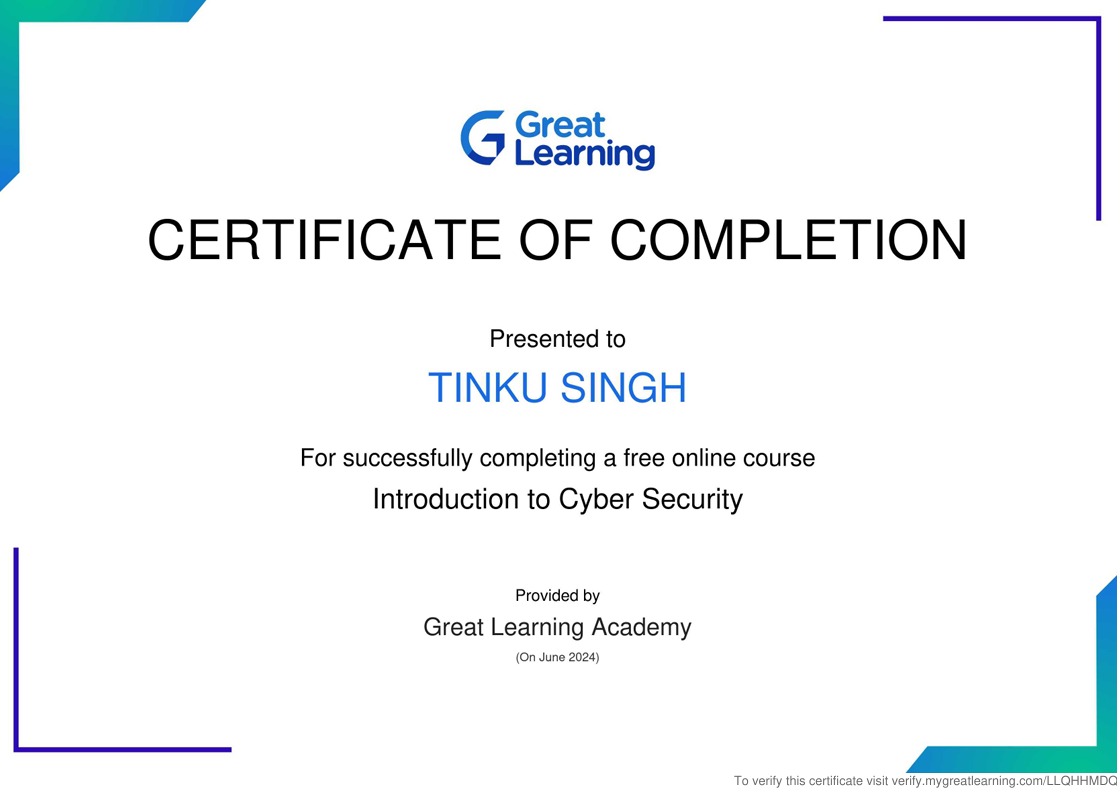 Great
Learning
CERTIFICATE OF COMPLETION
Presented to
TINKU SINGH
For successfully completing a free online course
Introduction to Cyber Security
Provided by
Great Learning Academy
(On June 2024)
To verify this certificate visit verify.mygreatlearning.com/LLQHHMDQ